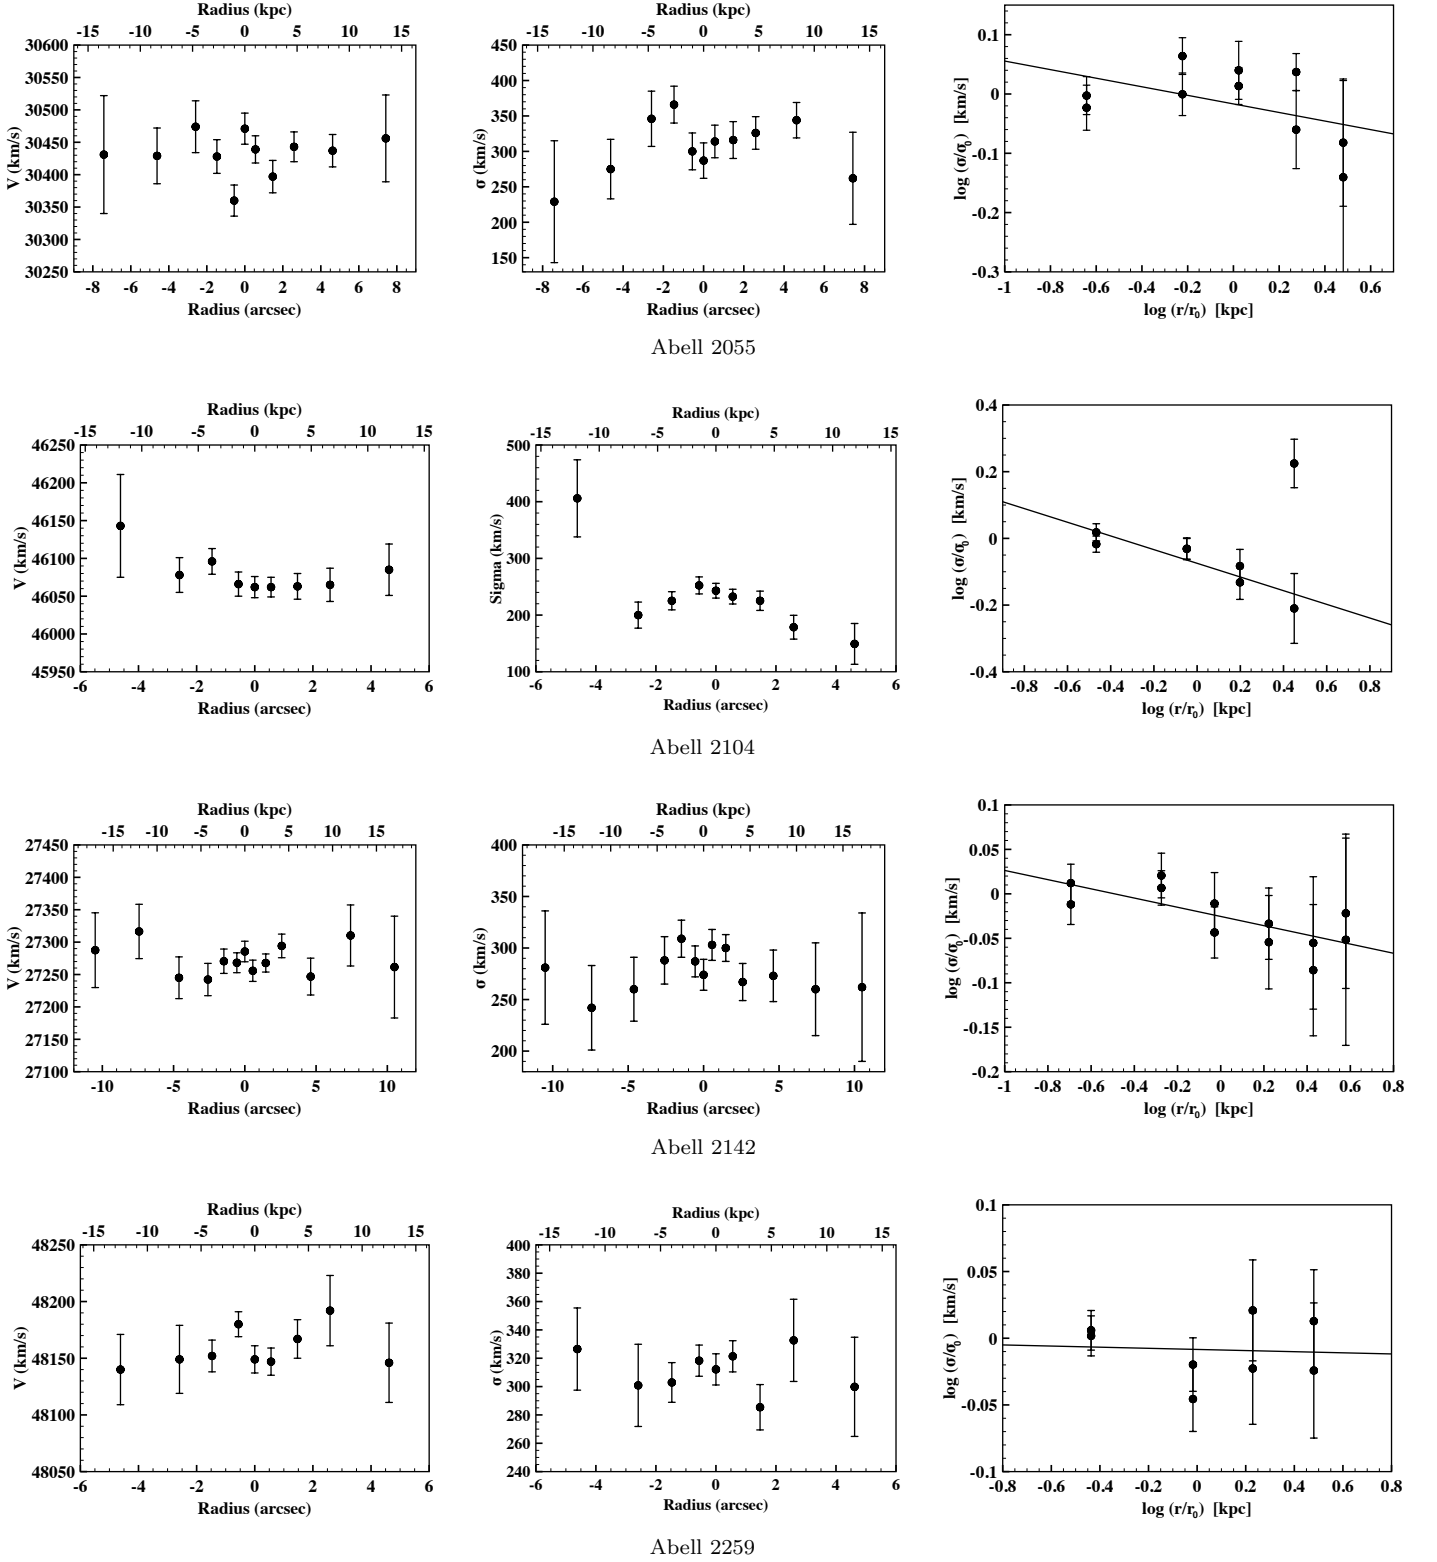 Radius (kpc)
-15 -10 -5 0 5 10 15
30600
30550
30500
30450
30400
30350
30300
30250
V (km/s)
-8 -6 -4 -2 0 2 4 6 8
Radius (arcsec)
Radius (kpc)
-15 -10 -5 0 5 10 15
450
400
350
300
250
200
150
σ (km/s)
-8 -6 -4 -2 0 2 4 6 8
Radius (arcsec)
0.1
0
-0.1
-0.2
-0.3
log (σ/σ0) [km/s]
-1 -0.8 -0.6 -0.4 -0.2 0 0.2 0.4 0.6
log (r/r0) [kpc]
Abell 2055
Radius (kpc)
-15 -10 -5 0 5 10 15
46250
46200
46150
46100
46050
46000
45950
V (km/s)
-6 -4 -2 0 2 4 6
Radius (arcsec)
Radius (kpc)
-15 -10 -5 0 5 10 15
500
400
300
200
100
Sigma (km/s)
-6 -4 -2 0 2 4 6
Radius (arcsec)
0.4
0.2
0
-0.2
-0.4
log (σ/σ0) [km/s]
-0.8 -0.6 -0.4 -0.2 0 0.2 0.4 0.6 0.8
log (r/r0) [kpc]
Abell 2104
Radius (kpc)
-15 -10 -5 0 5 10 15
27450
27400
27350
27300
27250
27200
27150
27100
V (km/s)
-10 -5 0 5 10
Radius (arcsec)
Radius (kpc)
-15 -10 -5 0 5 10 15
400
350
300
250
200
σ (km/s)
-10 -5 0 5 10
Radius (arcsec)
0.1
0.05
0
-0.05
-0.1
-0.15
-0.2
log (σ/σ0) [km/s]
-1 -0.8 -0.6 -0.4 -0.2 0 0.2 0.4 0.6 0.8
log (r/r0) [kpc]
Abell 2142
Radius (kpc)
-15 -10 -5 0 5 10 15
48250
48200
48150
48100
48050
V (km/s)
-6 -4 -2 0 2 4 6
Radius (arcsec)
Radius (kpc)
-15 -10 -5 0 5 10 15
400
380
360
340
320
300
280
260
240
σ (km/s)
-6 -4 -2 0 2 4 6
Radius (arcsec)
0.1
0.05
0
-0.05
-0.1
log (σ/σ0) [km/s]
-0.8 -0.6 -0.4 -0.2 0 0.2 0.4 0.6 0.8
log (r/r0) [kpc]
Abell 2259